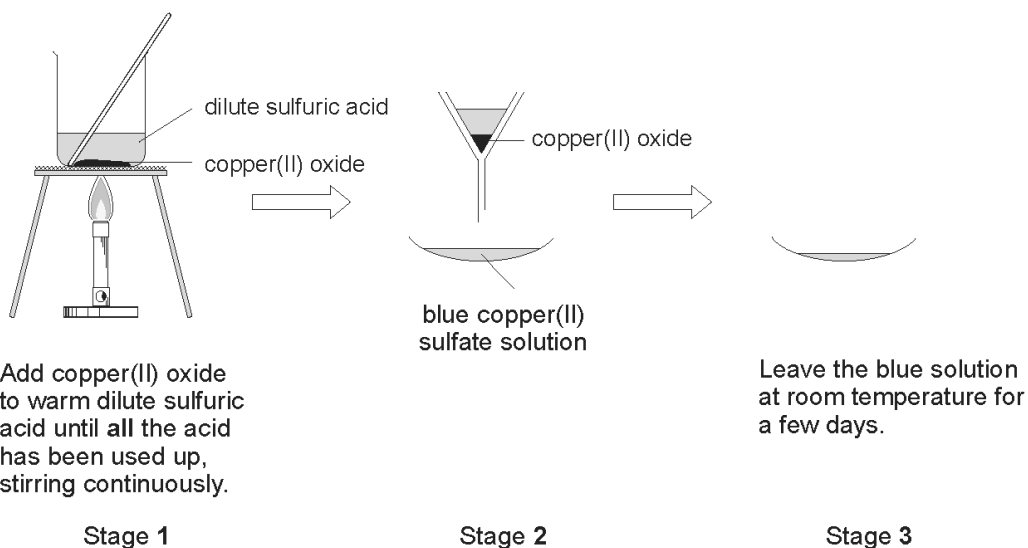 dilute sulfuric acid
copper(II) oxide
copper(II) oxide
blue copper(II)
sulfate solution
Add copper(II) oxide
to warm dilute sulfuric
acid until all the acid
has been used up,
stirring continuously.
Leave the blue solution
at room temperature for
a few days.
Stage 1
Stage 2
Stage 3